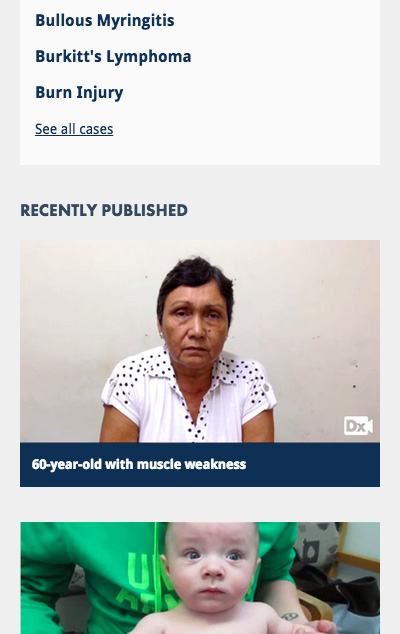 Bullous Myringitis
Burkitt's Lymphoma
Burn Injury
See all cases
RECENTLY PUBLISHED
Dx
60-year-old with muscle weakness